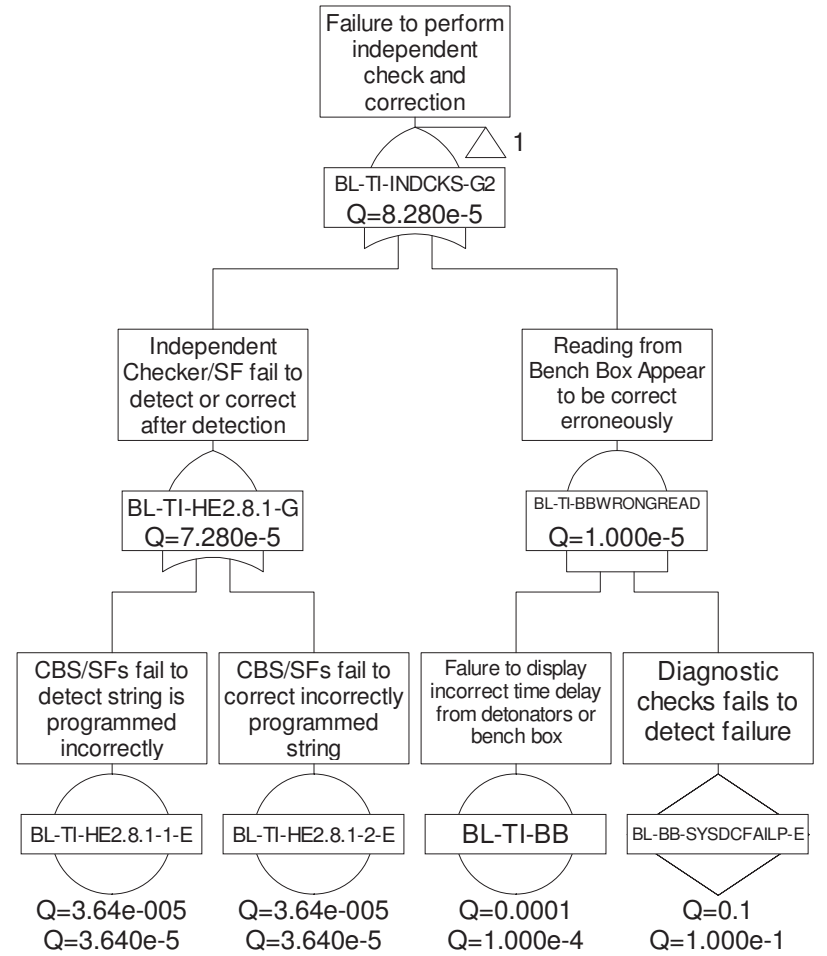 Failure to perform
independent
check and
correction
1
BL-TI-INDCKS-G2
Q=8.280e-5
Independent
Checker/SF fail to
detect or correct
after detection
BL-TI-HE2.8.1-G
Q=7.280e-5
Reading from
Bench Box Appear
to be correct
erroneously
BL-TI-BBWRONGREAD
Q=1.000e-5
CBS/SFs fail to
detect string is
programmed
incorrectly
BL-TI-HE2.8.1-1-E
Q=3.64e-005
Q=3.640e-5
CBS/SFs fail to
correct incorrectly
programmed
string
BL-TI-HE2.8.1-2-E
Q=3.64e-005
Q=3.640e-5
Falure to display
incorrect time delay
from detonators or
bench box
BL-TI-BB
Q=0.0001
Q=1.000e-4
Diagnostic
checks fails to
detect failure
BL-BB-SYSDCFAILP-E
Q=0.1
Q=1.000e-1